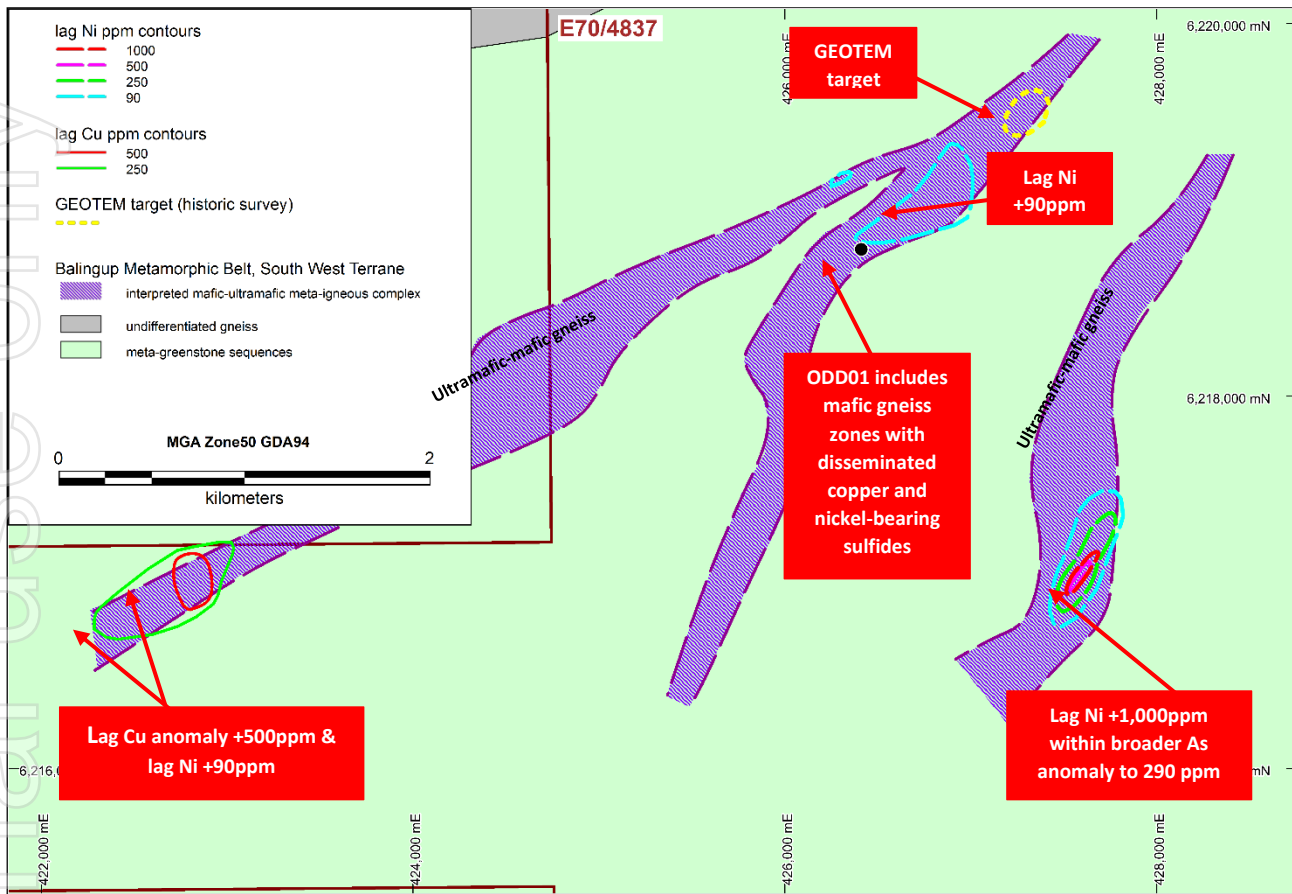 lag Ni ppm contours
1000
500
250
90
lag Cu ppm contours
500
250
GEOTEM target (historic survey)
Balingup Metamorphic Belt, South West Terrane
interpreted mafic-ultramafic meta-igneous complex
undifferentiated gneiss
meta-greenstone sequences
MGA Zone50 GDA94
0
2
kilometers
E70/4837
GEOTEM
target
426,000 mE
428,000 mE
6,220,000 mN
Lag Ni
+90ppm
Ultramafic-mafic gneiss
Ultramafic-mafic gneiss
6,218,000 mN
ODD01 includes
mafic gneiss
zones with
disseminated
copper and
nickel-bearing
sulfides
Lag Cu anomaly +500ppm &
lag Ni +90ppm
Lag Ni +1,000ppm
within broader As
anomaly to 290 ppm
mN
422,000 mE
424,000 mE
426,000 mE
428,000 mE